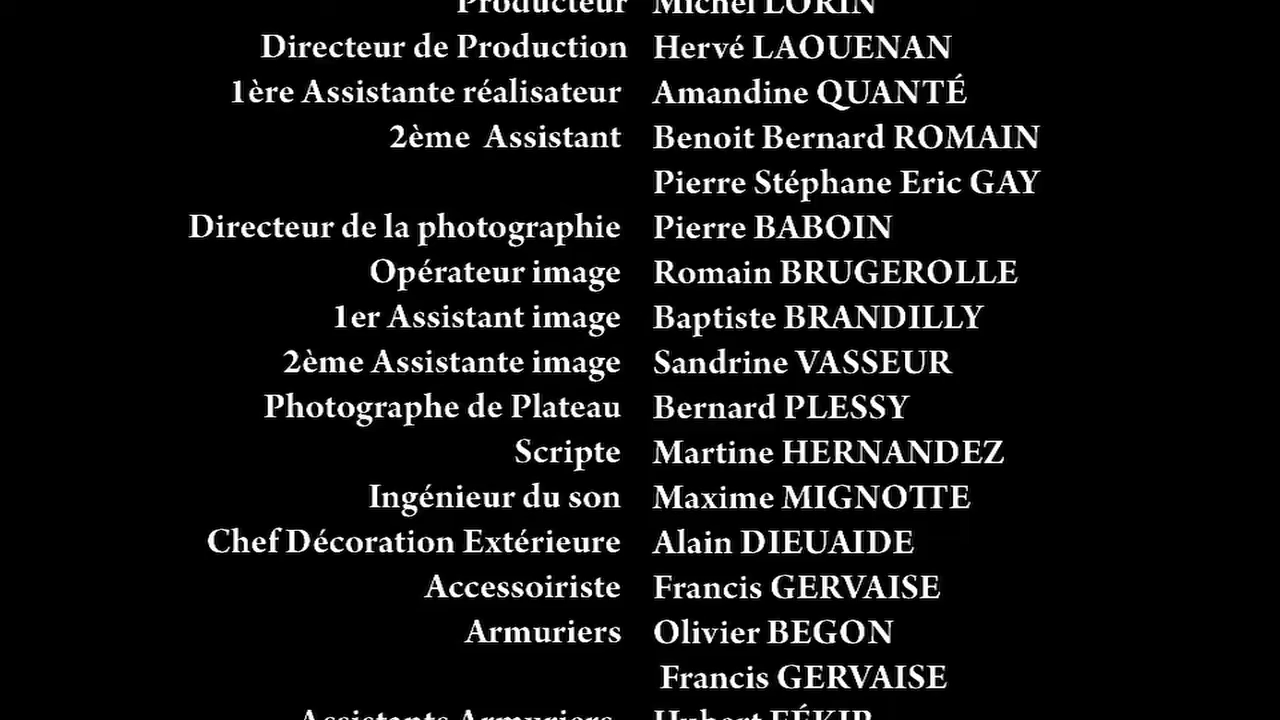 Producteur Michel LORIN
Directeur de Production Hervé LAOUENAN
1ère Assistante réalisateur Amandine QUANTÉ
2ème Assistant Benoit Bernard ROMAIN
Pierre Stéphane Eric GAY
Directeur de la photographie Pierre BABOIN
Opérateur image Romain BRUGEROLLE
1er Assistant image Baptiste BRANDILLY
2ème Assistante image Sandrine VASSEUR
Photographe de Plateau Bernard PLESSY
Scripte Martine HERNANDEZ
Ingénieur du son Maxime MIGNOTTE
Chef Décoration Extérieure Alain DIEUAIDE
Accessoiriste Francis GERVAISE
Armuriers Olivier BEGON
Francis GERVAISE
Assistants Armuriers Hubert FÉKIR